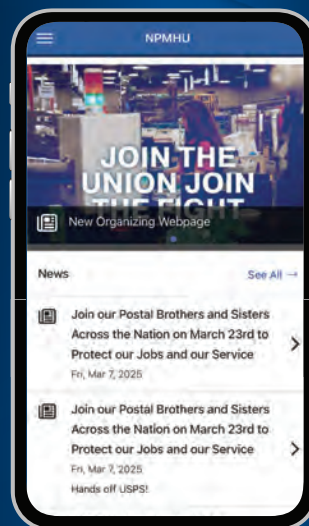 NPMHU
JOIN THE
UNION JOIN
THE FIGHT
New Organizing Webpage
News
See All →
Join our Postal Brothers and Sisters
Across the Nation on March 23rd to
Protect our Jobs and our Service
Fri, Mar 7, 2025
Join our Postal Brothers and Sisters
Across the Nation on March 23rd to
Protect our Jobs and our Service
Fri, Mar 7, 2025
Hands off USPS!